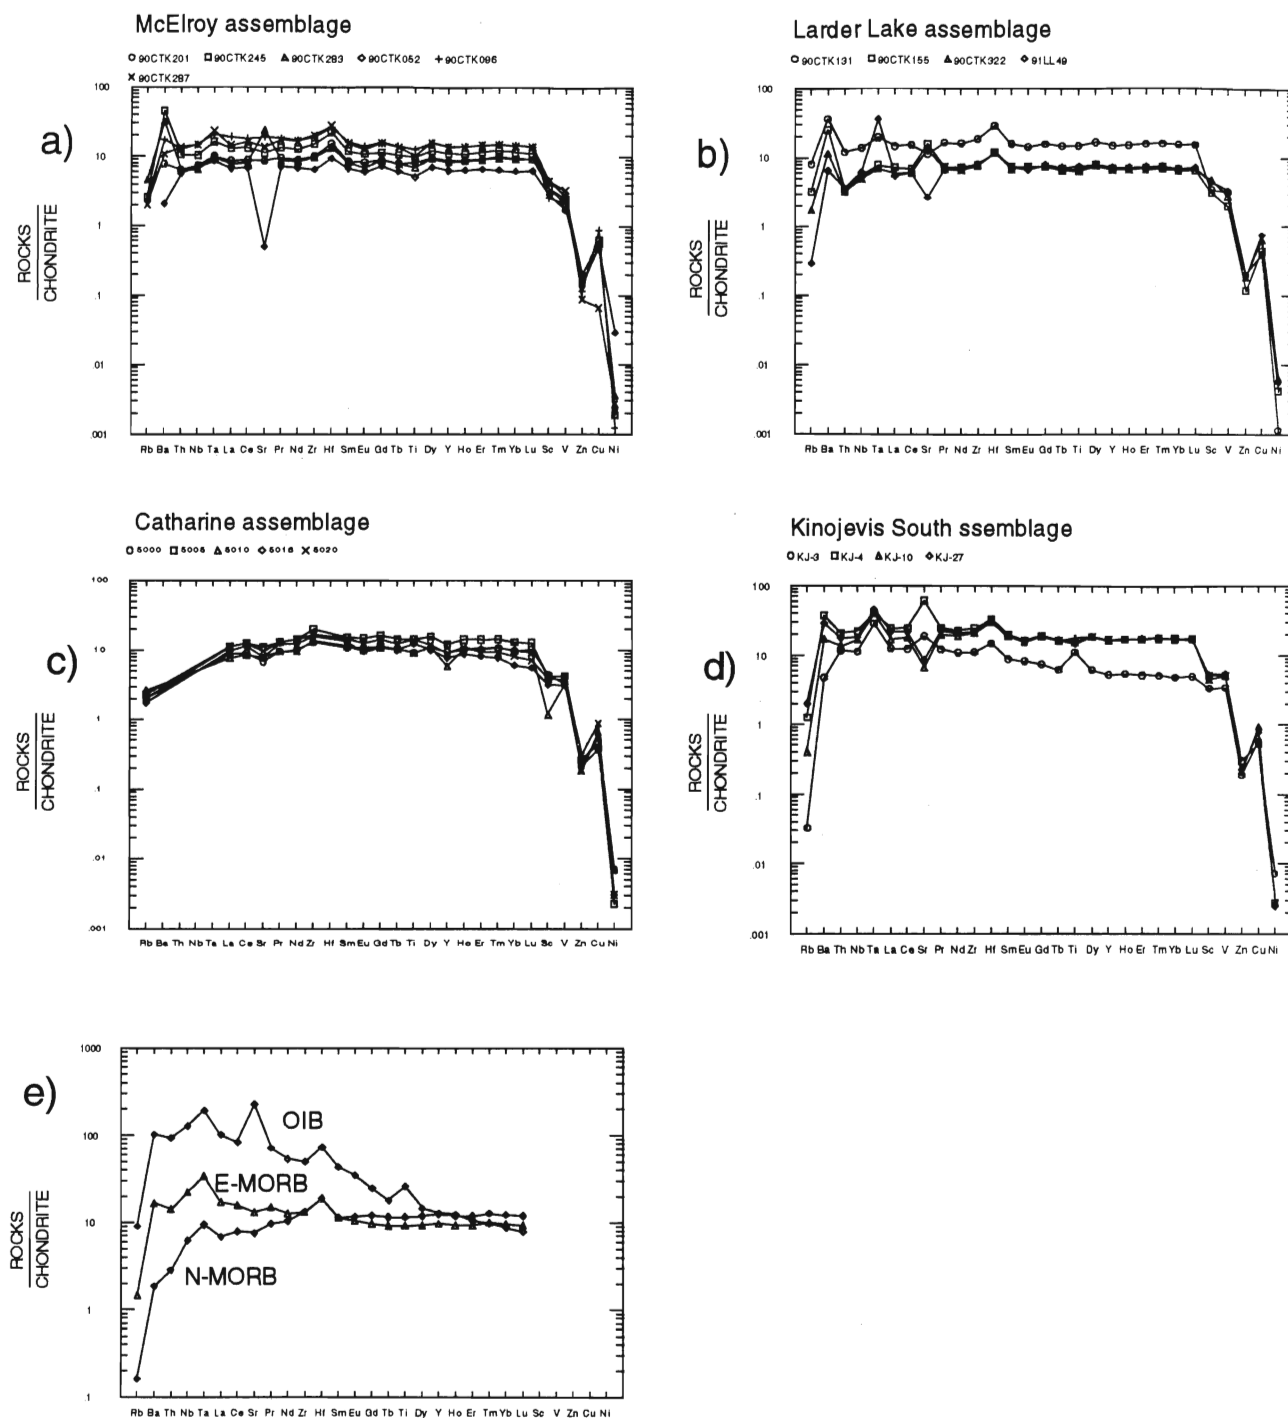 McElroy assemblage
90CTK201 90CTK245 90CTK283 90CTK052 90CTK096
90CTK287
a)
ROCKS
CHONDRITE
100
10
1
.1
.01
.001
Rb Ba Th Nb Ta La Ce Sr Pr Nd Zr Hf Sm Eu Gd Tb Ti Dy Y Ho Er Tm Yb Lu Sc V Zn Cu Ni
Larder Lake assemblage
90CTK131 90CTK155 90CTK322 91LL49
b)
ROCKS
CHONDRITE
100
10
1
.1
.01
.001
Rb Ba Th Nb Ta La Ce Sr Pr Nd Zr Hf Sm Eu Gd Tb Ti Dy Y Ho Er Tm Yb Lu Sc V Zn Cu Ni
Catharine assemblage
5000 5005 5010 5016 5020
c)
ROCKS
CHONDRITE
100
10
1
.1
.01
.001
Rb Ba Th Nb Ta La Ce Sr Pr Nd Zr Hf Sm Eu Gd Tb Ti Dy Y Ho Er Tm Yb Lu Sc V Zn Cu Ni
Kinojevis South ssemblage
KJ-3 KJ-4 KJ-10 KJ-27
d)
ROCKS
CHONDRITE
100
10
1
.1
.01
.001
Rb Ba Th Nb Ta La Ce Sr Pr Nd Zr Hf Sm Eu Gd Tb Ti Dy Y Ho Er Tm Yb Lu Sc V Zn Cu Ni
e)
ROCKS
CHONDRITE
1000
100
10
1
.1
OIB
E-MORB
N-MORB
Rb Ba Th Nb Ta La Ce Sr Pr Nd Zr Hf Sm Eu Gd Tb Ti Dy Y Ho Er Tm Yb Lu Sc V Zn Cu Ni